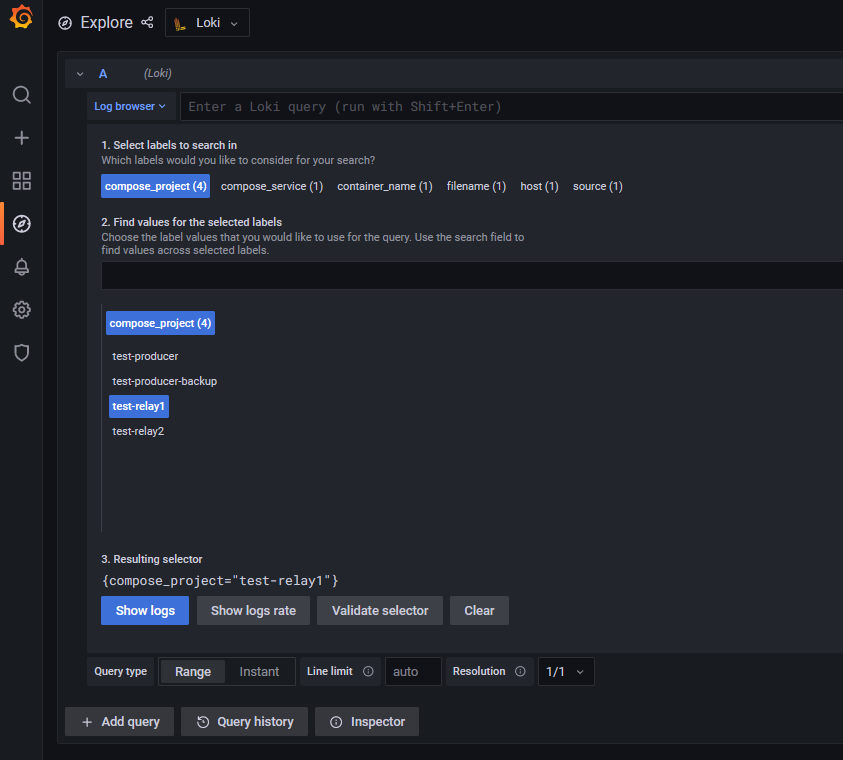 Explore Loki
A (Loki)
Log browser Enter a Loki query (run with Shift+Enter)
1. Select labels to search in
Which labels would you like to consider for your search?
compose_project (4) compose_service (1) container_name (1) filename (1) host (1) source (1)
2. Find values for the selected labels
Choose the label values that you would like to use for the query. Use the search field to
find values across selected labels.
compose_project (4)
test-producer
test-producer-backup
test-relay1
test-relay2
3. Resulting selector
{compose_project="test-relay1"}
Show logs Show logs rate Validate selector Clear
Query type Range Instant Line limit auto Resolution 1/1
+ Add query Query history Inspector